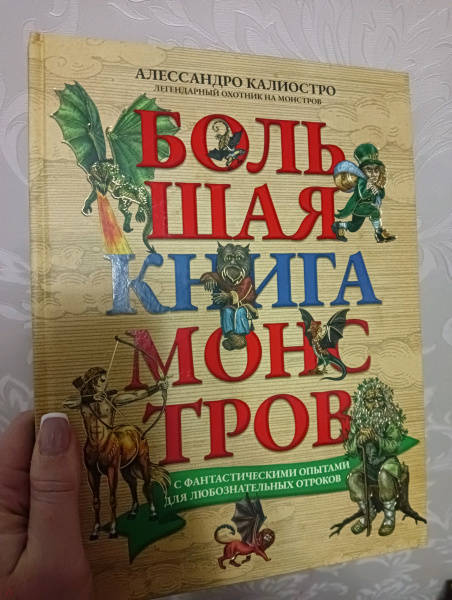 АЛЕССАНДРО КАЛИОСТРО
ЛЕГЕНДАРНЫЙ ОХОТНИК НА МОНСТРОВ
БОЛЬ
ШАЯ
КНИГА
МОНС
ТРОВ
С ФАНТАСТИЧЕСКИМИ ОПЫТАМИ
ДЛЯ ЛЮБОЗНАТЕЛЬНЫХ ОТРОКОВ